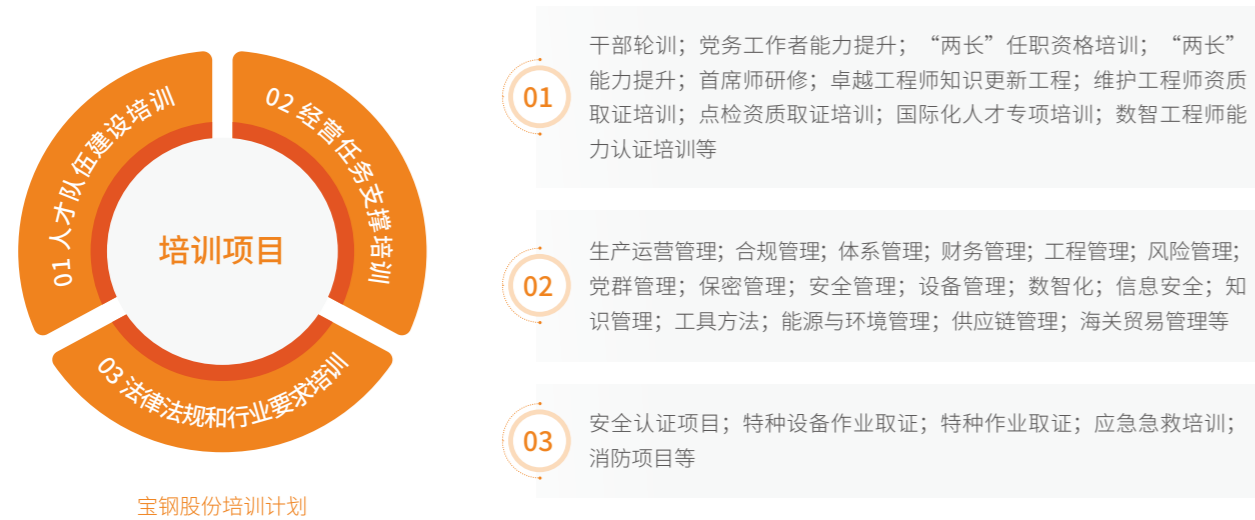 01 人才队伍建设培训
02 经营任务支撑培训
03 法律法规和行业要求培训
培训项目
宝钢股份培训计划
01
干部轮训；党务工作者能力提升；“两长”任职资格培训；“两长”
能力提升；首席师研修；卓越工程师知识更新工程；维护工程师资质
取证培训；点检资质取证培训；国际化人才专项培训；数智工程师能
力认证培训等
02
生产运营管理；合规管理；体系管理；财务管理；工程管理；风险管理；
党群管理；保密管理；安全管理；设备管理；数智化；信息安全；知
识管理；工具方法；能源与环境管理；供应链管理；海关贸易管理等
03
安全认证项目；特种设备作业取证；特种作业取证；应急急救培训；
消防项目等